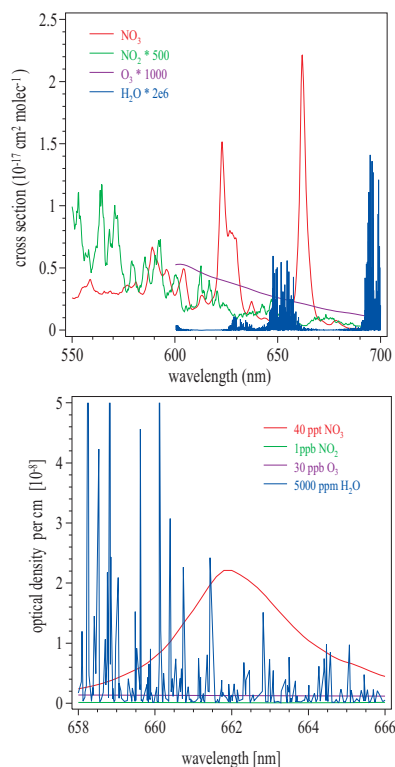 2.5
2
1.5
1
0.5
0
cross section (10⁻¹⁷ cm² molec⁻¹)
NO₃
NO₂ * 500
O₃ * 1000
H₂O * 2e6
550 600 650 700
wavelength (nm)
5
4
3
2
1
0
optical density per cm [10⁻⁸]
40 ppt NO₃
1ppb NO₂
30 ppb O₃
5000 ppm H₂O
658 660 662 664 666
wavelength [nm]